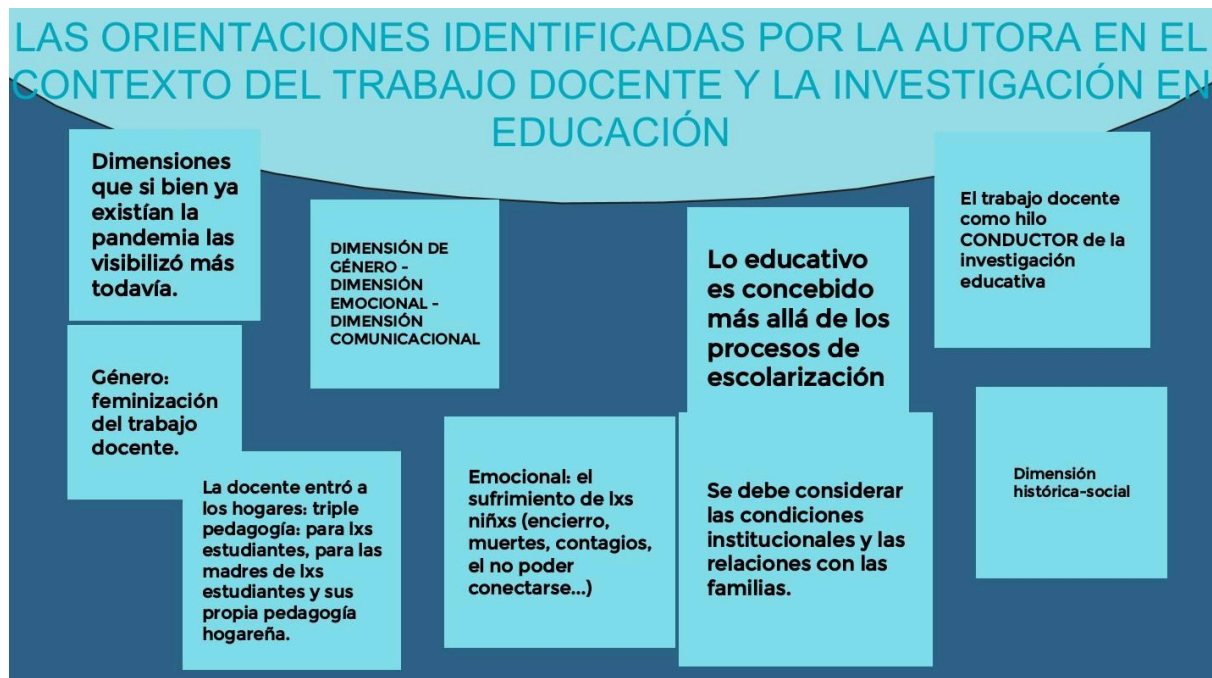 LAS ORIENTACIONES IDENTIFICADAS POR LA AUTORA EN EL
CONTEXTO DEL TRABAJO DOCENTE Y LA INVESTIGACIÓN EN
EDUCACIÓN
Dimensiones
que si bien ya
existían la
pandemia las
visibilizó más
todavía.
DIMENSIÓN DE
GÉNERO -
DIMENSIÓN
EMOCIONAL -
DIMENSIÓN
COMUNICACIONAL
Lo educativo
es concebido
más allá de los
procesos de
escolarización
El trabajo docente
como hilo
CONDUCTOR de la
investigación
educativa
Género:
feminización
del trabajo
docente.
La docente entró a
los hogares: triple
pedagogía: para lxs
estudiantes, para las
madres de lxs
estudiantes y sus
propia pedagogía
hogareña.
Emocional: el
sufrimiento de lxs
niñxs (encierro,
muertes, contagios,
el no poder
conectarse...)
Se debe considerar
las condiciones
institucionales y las
relaciones con las
familias.
Dimensión
histórica-social